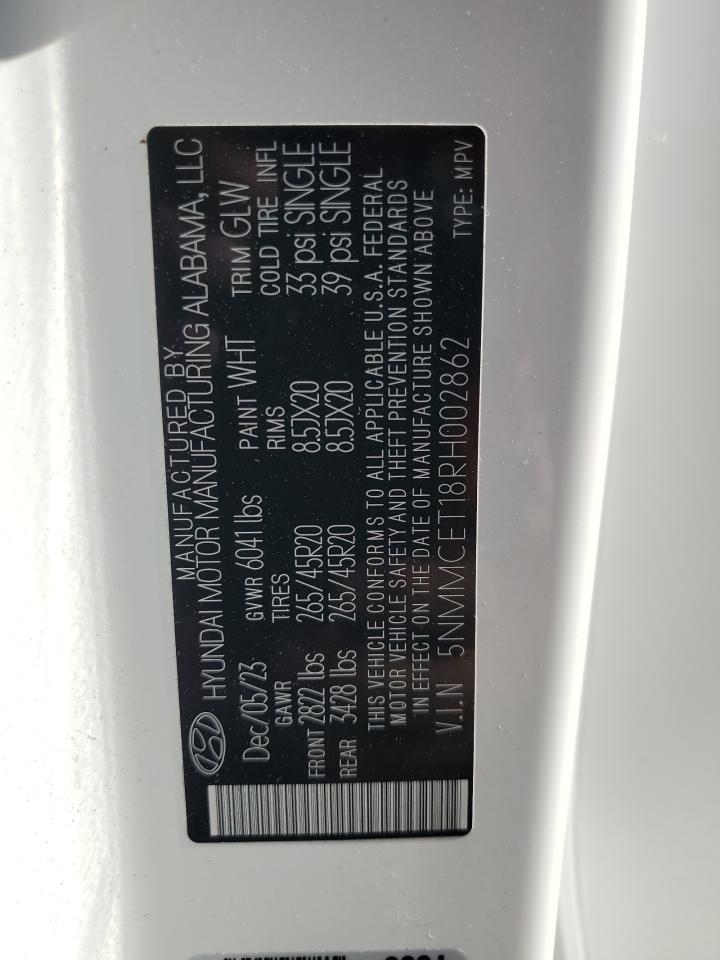 MANUFACTURED BY
HYUNDAI MOTOR MANUFACTURING ALABAMA, LLC
Dec/05/23 GVWR 6041 lbs PAINT WHT TRIM GLW
GAWR TIRES RIMS COLD TIRE INFL
FRONT 2822 lbs 265/45R20 8.5JX20 33 psi SINGLE
REAR 3428 lbs 265/45R20 8.5JX20 39 psi SINGLE
THIS VEHICLE CONFORMS TO ALL APPLICABLE U.S.A. FEDERAL
MOTOR VEHICLE SAFETY AND THEFT PREVENTION STANDARDS
IN EFFECT ON THE DATE OF MANUFACTURE SHOWN ABOVE
V.I.N 5NMMCET18RH002862 TYPE: MPV